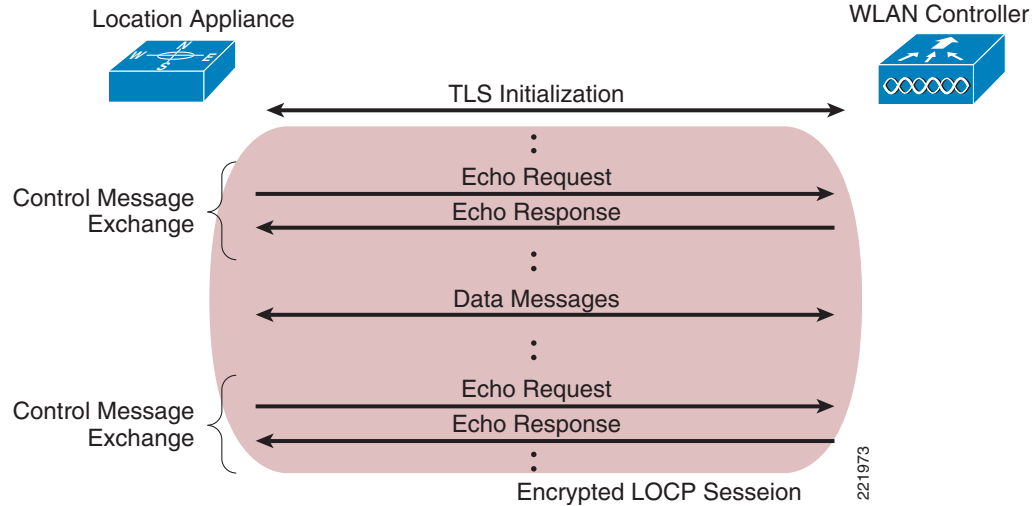 Location Appliance
WLAN Controller
N
W
E
S
TLS Initialization
Control Message
Exchange
Echo Request
Echo Response
Data Messages
Control Message
Exchange
Echo Request
Echo Response
Encrypted LOCP Sesseion
221973